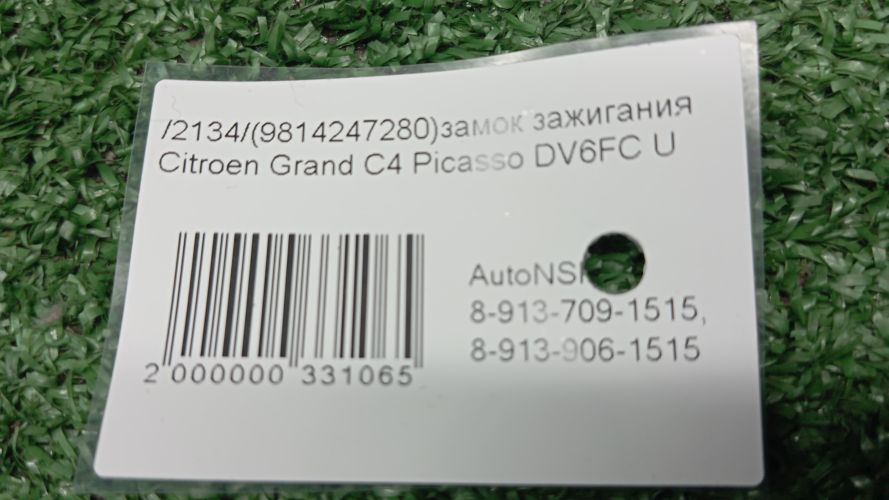 /2134/(9814247280)замок зажигания
Citroen Grand C4 Picasso DV6FC U
AutoNS
8-913-709-1515,
8-913-906-1515
2 000000 331065